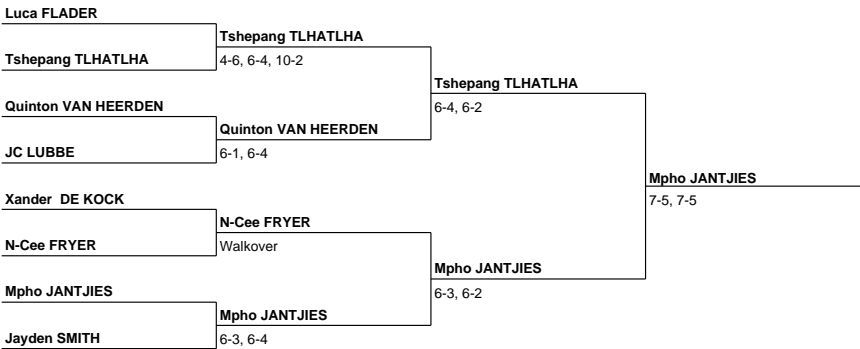 Luca FLADER
Tshepang TLHATLHA
Tshepang TLHATLHA
4-6, 6-4, 10-2
Tshepang TLHATLHA
6-4, 6-2
Quinton VAN HEERDEN
Quinton VAN HEERDEN
JC LUBBE
6-1, 6-4
Mpho JANTJIES
7-5, 7-5
Xander DE KOCK
N-Cee FRYER
N-Cee FRYER
Walkover
Mpho JANTJIES
6-3, 6-2
Mpho JANTJIES
Mpho JANTJIES
Jayden SMITH
6-3, 6-4